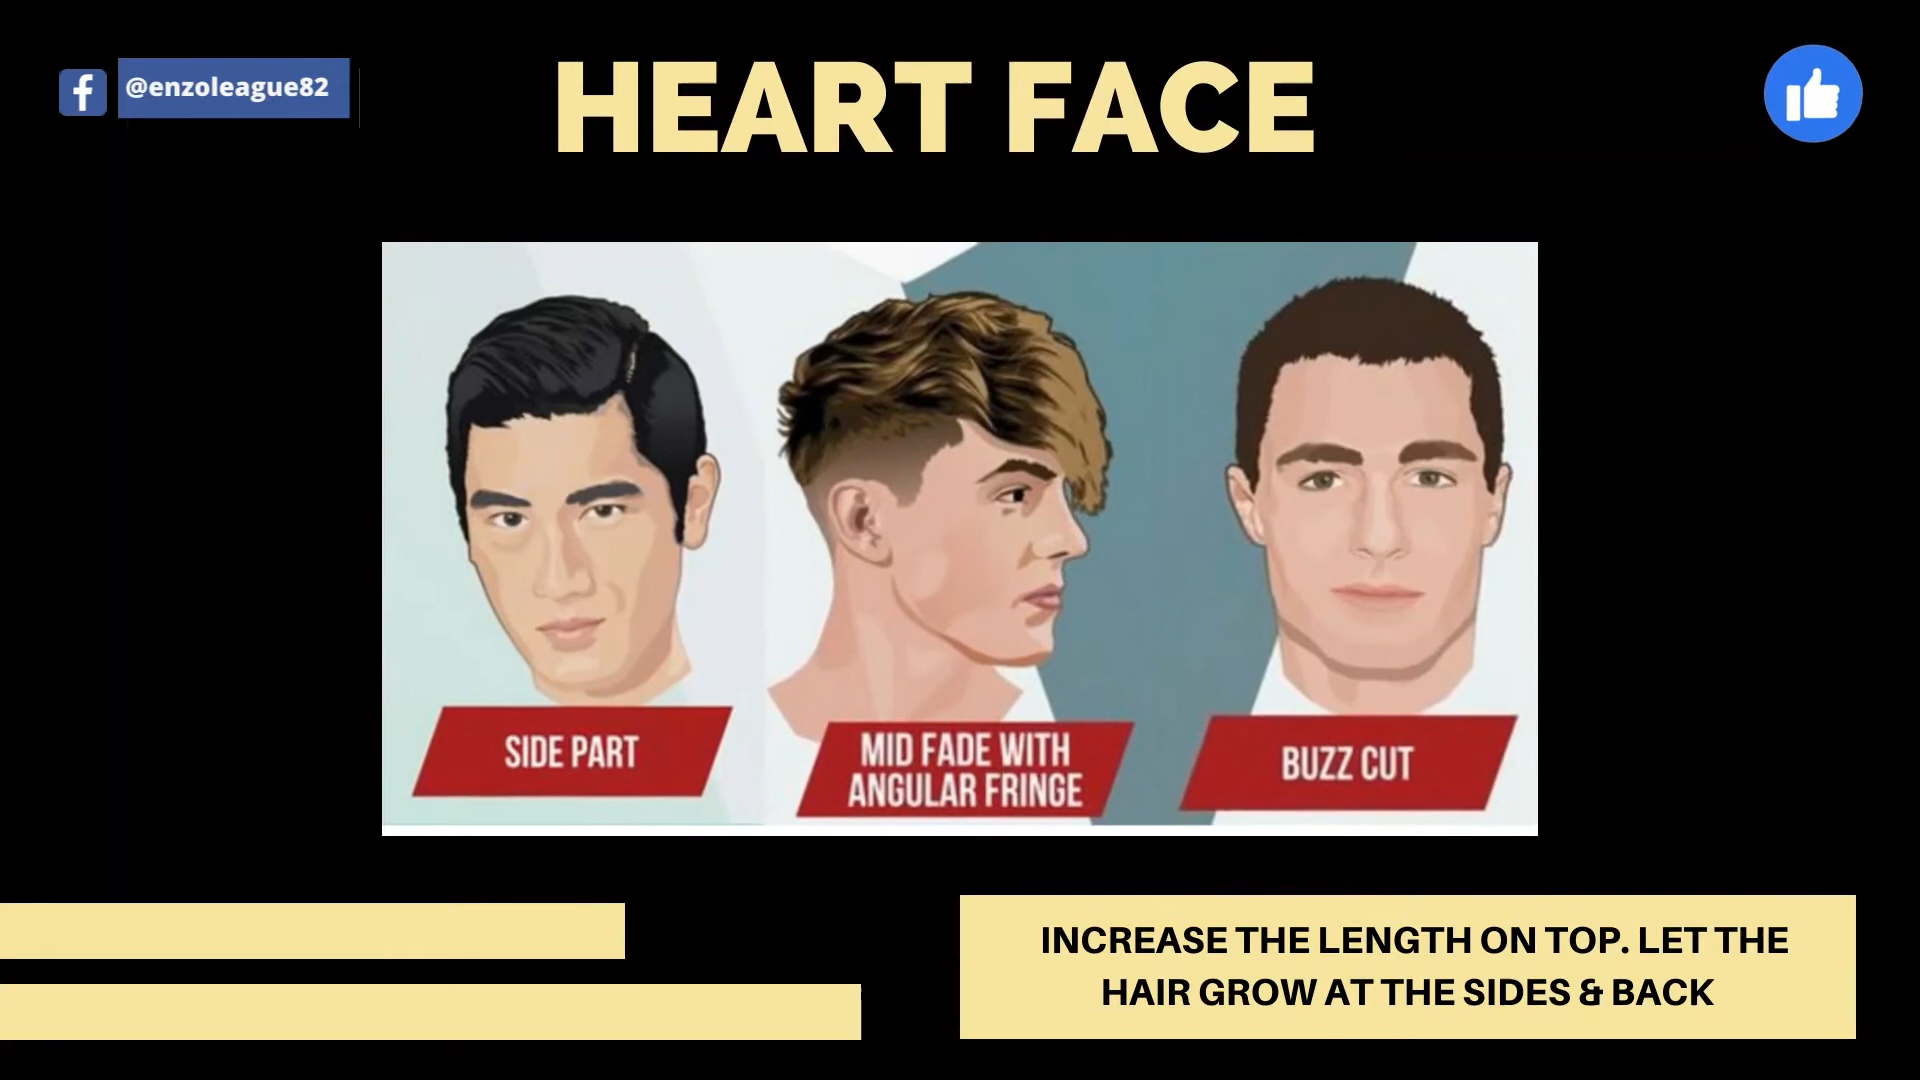 @enzoleague82
HEART FACE
SIDE PART
MID FADE WITH
ANGULAR FRINGE
BUZZ CUT
INCREASE THE LENGTH ON TOP. LET THE
HAIR GROW AT THE SIDES & BACK